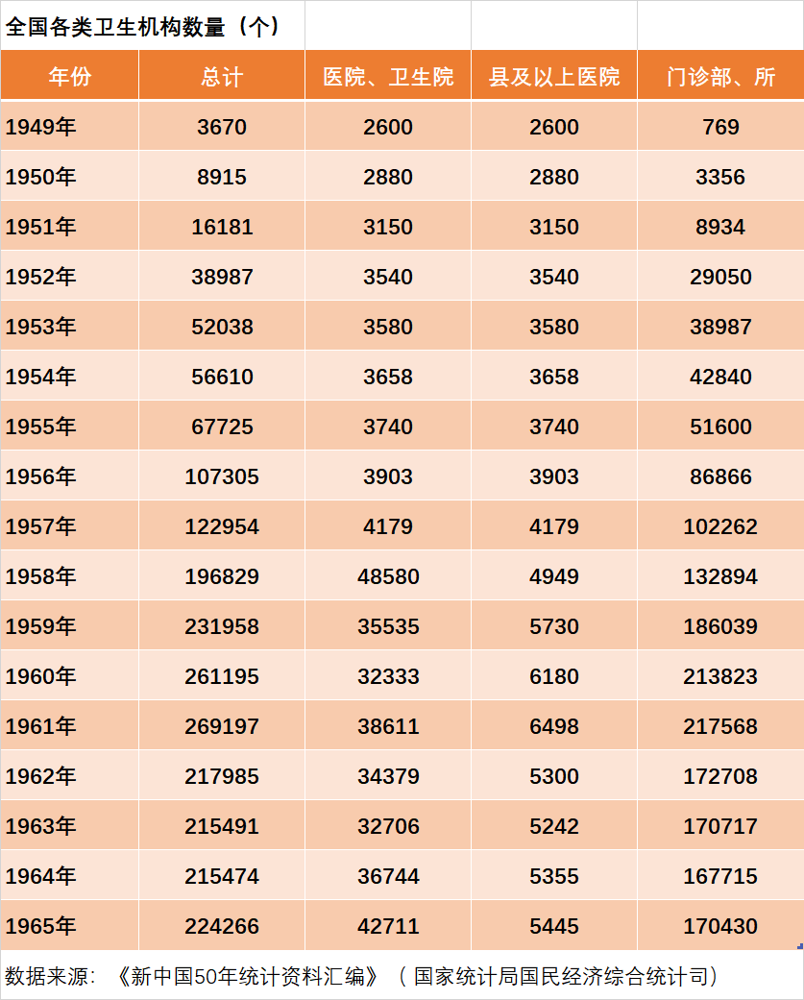 全国各类卫生机构数量（个）
年份 总计 医院、卫生院 县及以上医院 门诊部、所
1949年 3670 2600 2600 769
1950年 8915 2880 2880 3356
1951年 16181 3150 3150 8934
1952年 38987 3540 3540 29050
1953年 52038 3580 3580 38987
1954年 56610 3658 3658 42840
1955年 67725 3740 3740 51600
1956年 107305 3903 3903 86866
1957年 122954 4179 4179 102262
1958年 196829 48580 4949 132894
1959年 231958 35535 5730 186039
1960年 261195 32333 6180 213823
1961年 269197 38611 6498 217568
1962年 217985 34379 5300 172708
1963年 215491 32706 5242 170717
1964年 215474 36744 5355 167715
1965年 224266 42711 5445 170430
数据来源：《新中国50年统计资料汇编》（ 国家统计局国民经济综合统计司）